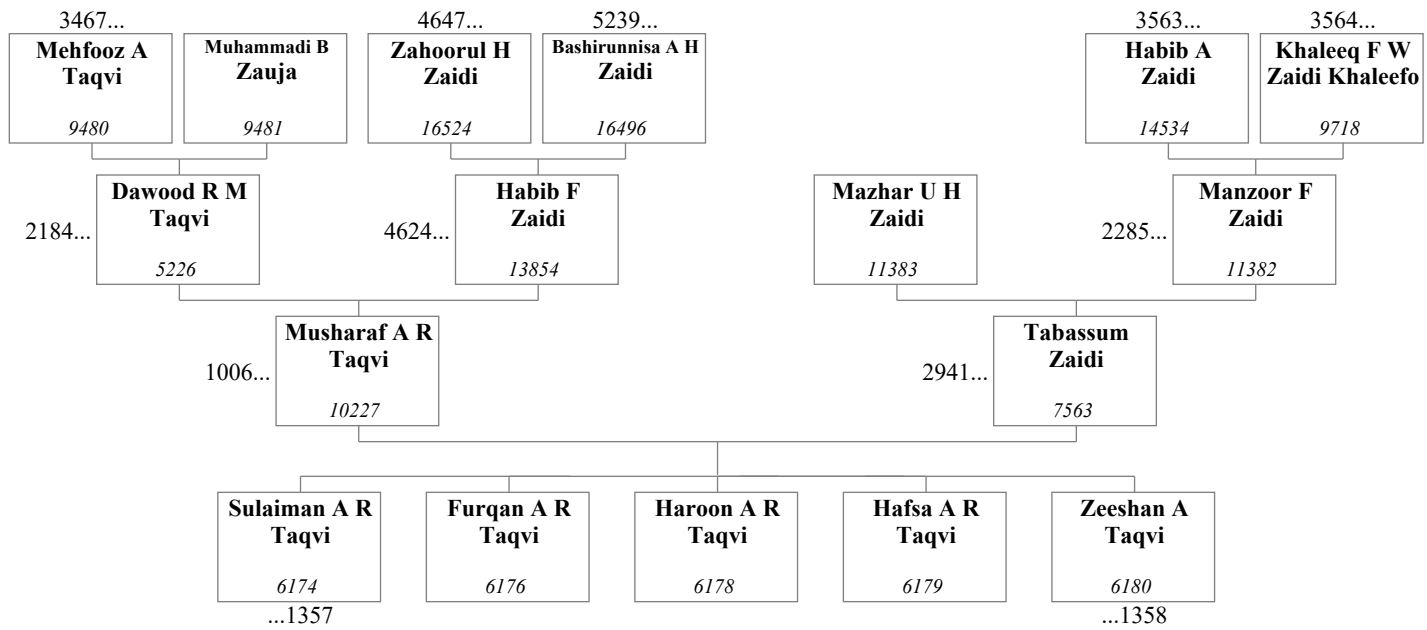 3467...
4647...
5239...
3563...
3564...
Mehfooz A
Taqvi
9480
Muhammadi B
Zauja
9481
Zahoorul H
Zaidi
16524
Bashirunnisa A H
Zaidi
16496
Habib A
Zaidi
14534
Khaleeq F W
Zaidi Khaleefo
9718
2184...
Dawood R M
Taqvi
5226
4624...
Habib F
Zaidi
13854
Mazhar U H
Zaidi
11383
2285...
Manzoor F
Zaidi
11382
1006...
Musharaf A R
Taqvi
10227
2941...
Tabassum
Zaidi
7563
Sulaiman A R
Taqvi
6174
...1357
Furqan A R
Taqvi
6176
Haroon A R
Taqvi
6178
Hafsa A R
Taqvi
6179
Zeeshan A
Taqvi
6180
...1358